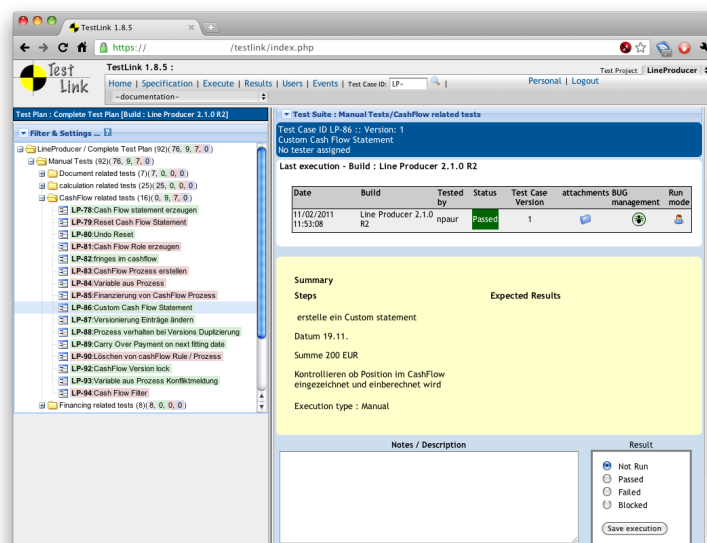 TestLink 1.8.5
https:// /testlink/index.php
Test Link
TestLink 1.8.5 :
Test Project LineProducer
Home | Specification | Execute | Results | Users | Events | Test Case ID: LP- |
Personal | Logout
-documentation-
Test Plan : Complete Test Plan [Build : Line Producer 2.1.0 R2]
Filter & Settings ...
LineProducer / Complete Test Plan (92)(76, 9, 7, 0)
Manual Tests (92)(76, 9, 7, 0)
Document related tests (7)(7, 0, 0, 0)
calculation related tests (25)(25, 0, 0, 0)
CashFlow related tests (16)(0, 9, 7, 0)
LP-78:Cash Flow statement erzeugen
LP-79:Reset Cash Flow Statement
LP-80:Undo Reset
LP-81:Cash Flow Role erzeugen
LP-82:fringes im cashflow
LP-83:CashFlow Prozess erstellen
LP-84:Variable aus Prozess
LP-85:Finanzierung von CashFlow Prozess
LP-86:Custom Cash Flow Statement
LP-87:Versionierung Einträge ändern
LP-88:Prozess verhalten bei Versions Duplizierung
LP-89:Carry Over Payment on next fitting date
LP-90:Löschen von cashFlow Rule / Prozess
LP-92:CashFlow Version lock
LP-93:Variable aus Prozess Konfliktmeldung
LP-94:Cash Flow Filter
Financing related tests (8)(8, 0, 0, 0)
Test Suite : Manual Tests/CashFlow related tests
Test Case ID LP-86 :: Version: 1
Custom Cash Flow Statement
No tester assigned
Last execution - Build : Line Producer 2.1.0 R2
Date Build Tested by Status Test Case Version attachments BUG management Run mode
11/02/2011 11:53:08 Line Producer 2.1.0 R2 npaur Passed 1
Summary
Steps Expected Results
erstelle ein Custom statement
Datum 19.11.
Summe 200 EUR
Kontrollieren ob Position im CashFlow
eingezeichnet und einberechnet wird
Execution type : Manual
Notes / Description
Result
Not Run
Passed
Failed
Blocked
Save execution